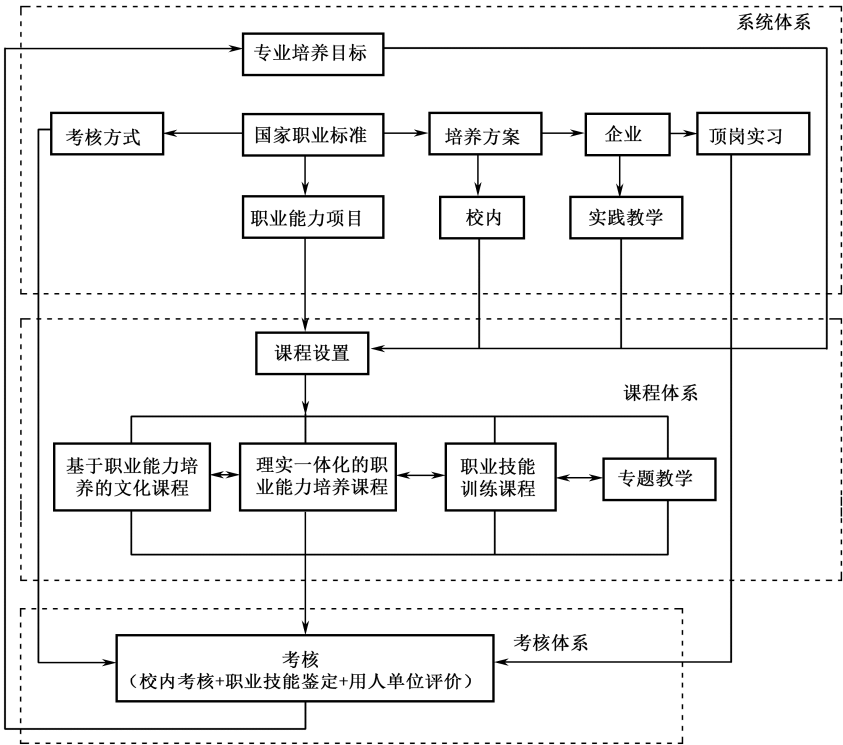 系统体系
专业培养目标
考核方式
国家职业标准
培养方案
企业
顶岗实习
职业能力项目
校内
实践教学
课程设置
课程体系
基于职业能力培
养的文化课程
理实一体化的职
业能力培养课程
职业技能
训练课程
专题教学
考核体系
考核
（校内考核+职业技能鉴定+用人单位评价）